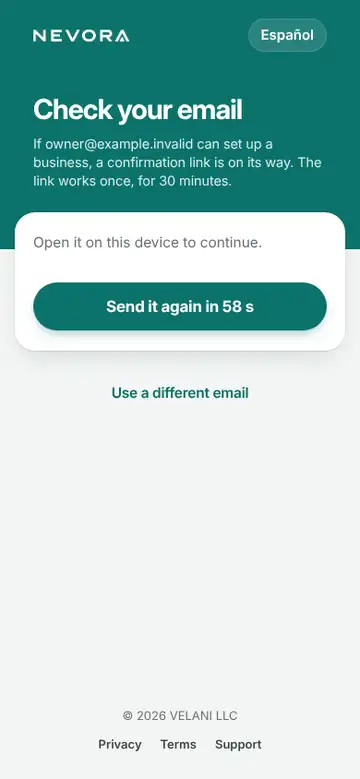 NEVORA
Español
Check your email
If owner@example.invalid can set up a
business, a confirmation link is on its way. The
link works once, for 30 minutes.
Open it on this device to continue.
Send it again in 58 s
Use a different email
© 2026 VELANI LLC
Privacy Terms Support